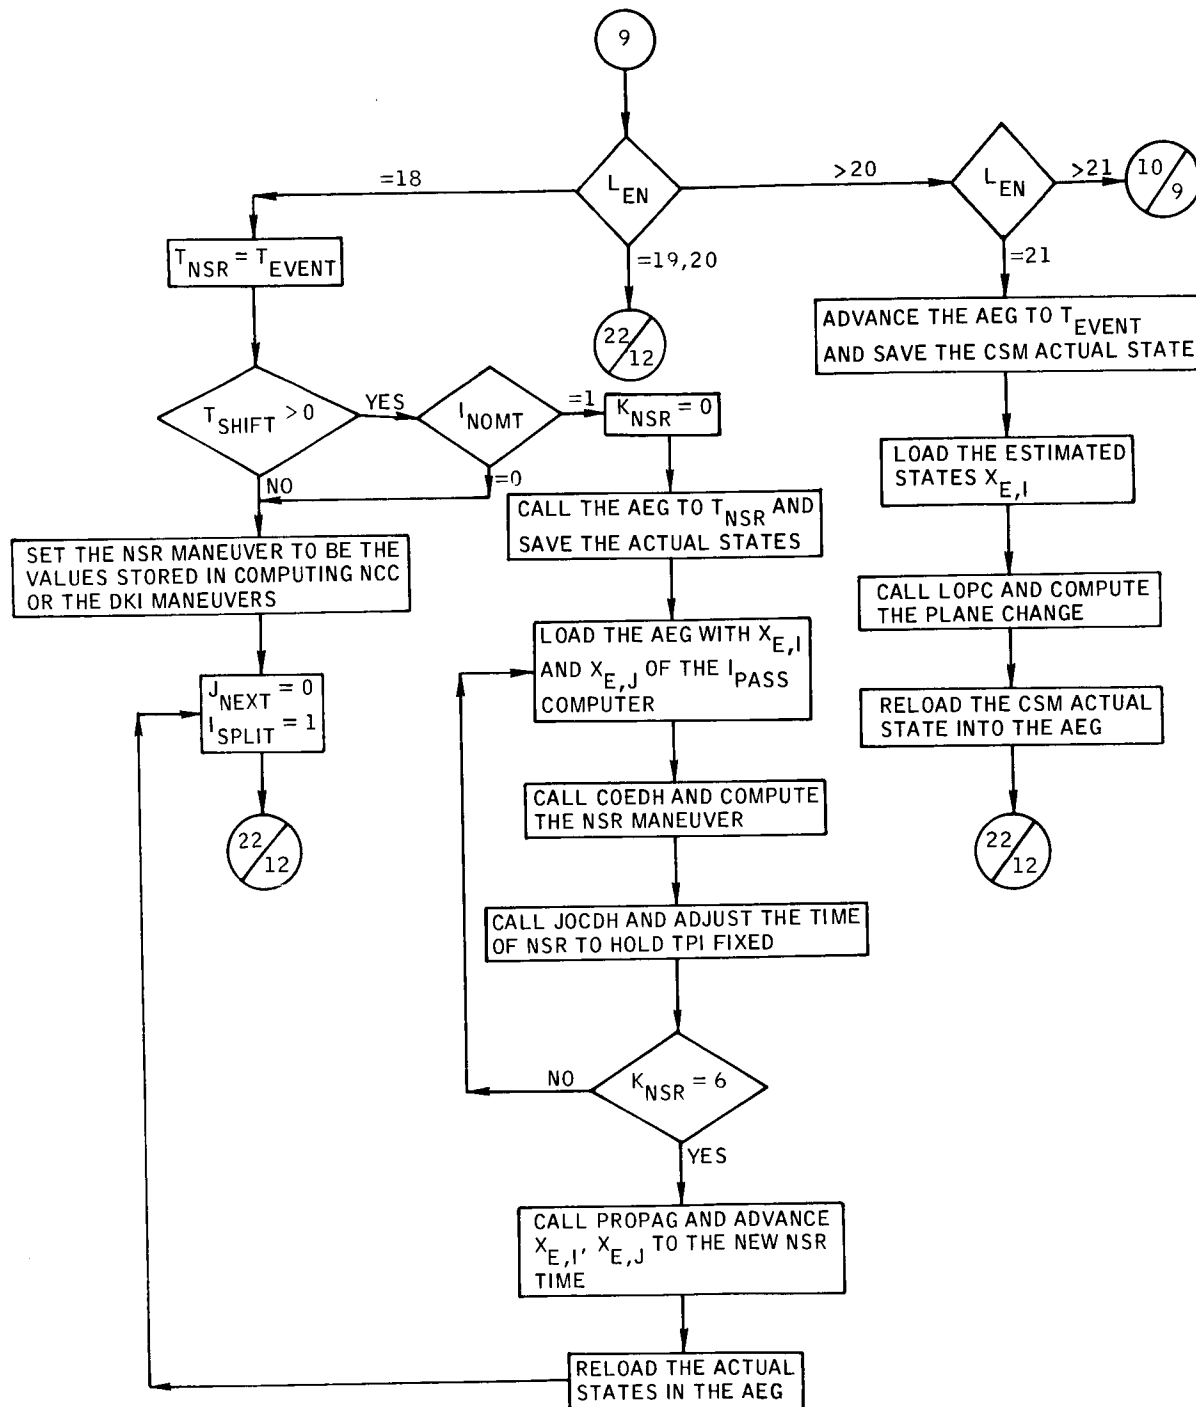 9
L_EN
=18
>20
=19,20
L_EN
>21
10/9
=21
T_NSR = T_EVENT
22/12
ADVANCE THE AEG TO T_EVENT
AND SAVE THE CSM ACTUAL STATE
T_SHIFT > 0
YES
NO
I_NOMT
=1
=0
K_NSR = 0
LOAD THE ESTIMATED
STATES X_E,I
SET THE NSR MANEUVER TO BE THE
VALUES STORED IN COMPUTING NCC
OR THE DKI MANEUVERS
CALL THE AEG TO T_NSR AND
SAVE THE ACTUAL STATES
CALL LOPC AND COMPUTE
THE PLANE CHANGE
J_NEXT = 0
I_SPLIT = 1
LOAD THE AEG WITH X_E,I
AND X_E,J OF THE I_PASS
COMPUTER
RELOAD THE CSM ACTUAL
STATE INTO THE AEG
22/12
CALL COEDH AND COMPUTE
THE NSR MANEUVER
22/12
CALL JOCDH AND ADJUST THE TIME
OF NSR TO HOLD TPI FIXED
K_NSR = 6
NO
YES
CALL PROPAG AND ADVANCE
X_E,I, X_E,J TO THE NEW NSR
TIME
RELOAD THE ACTUAL
STATES IN THE AEG